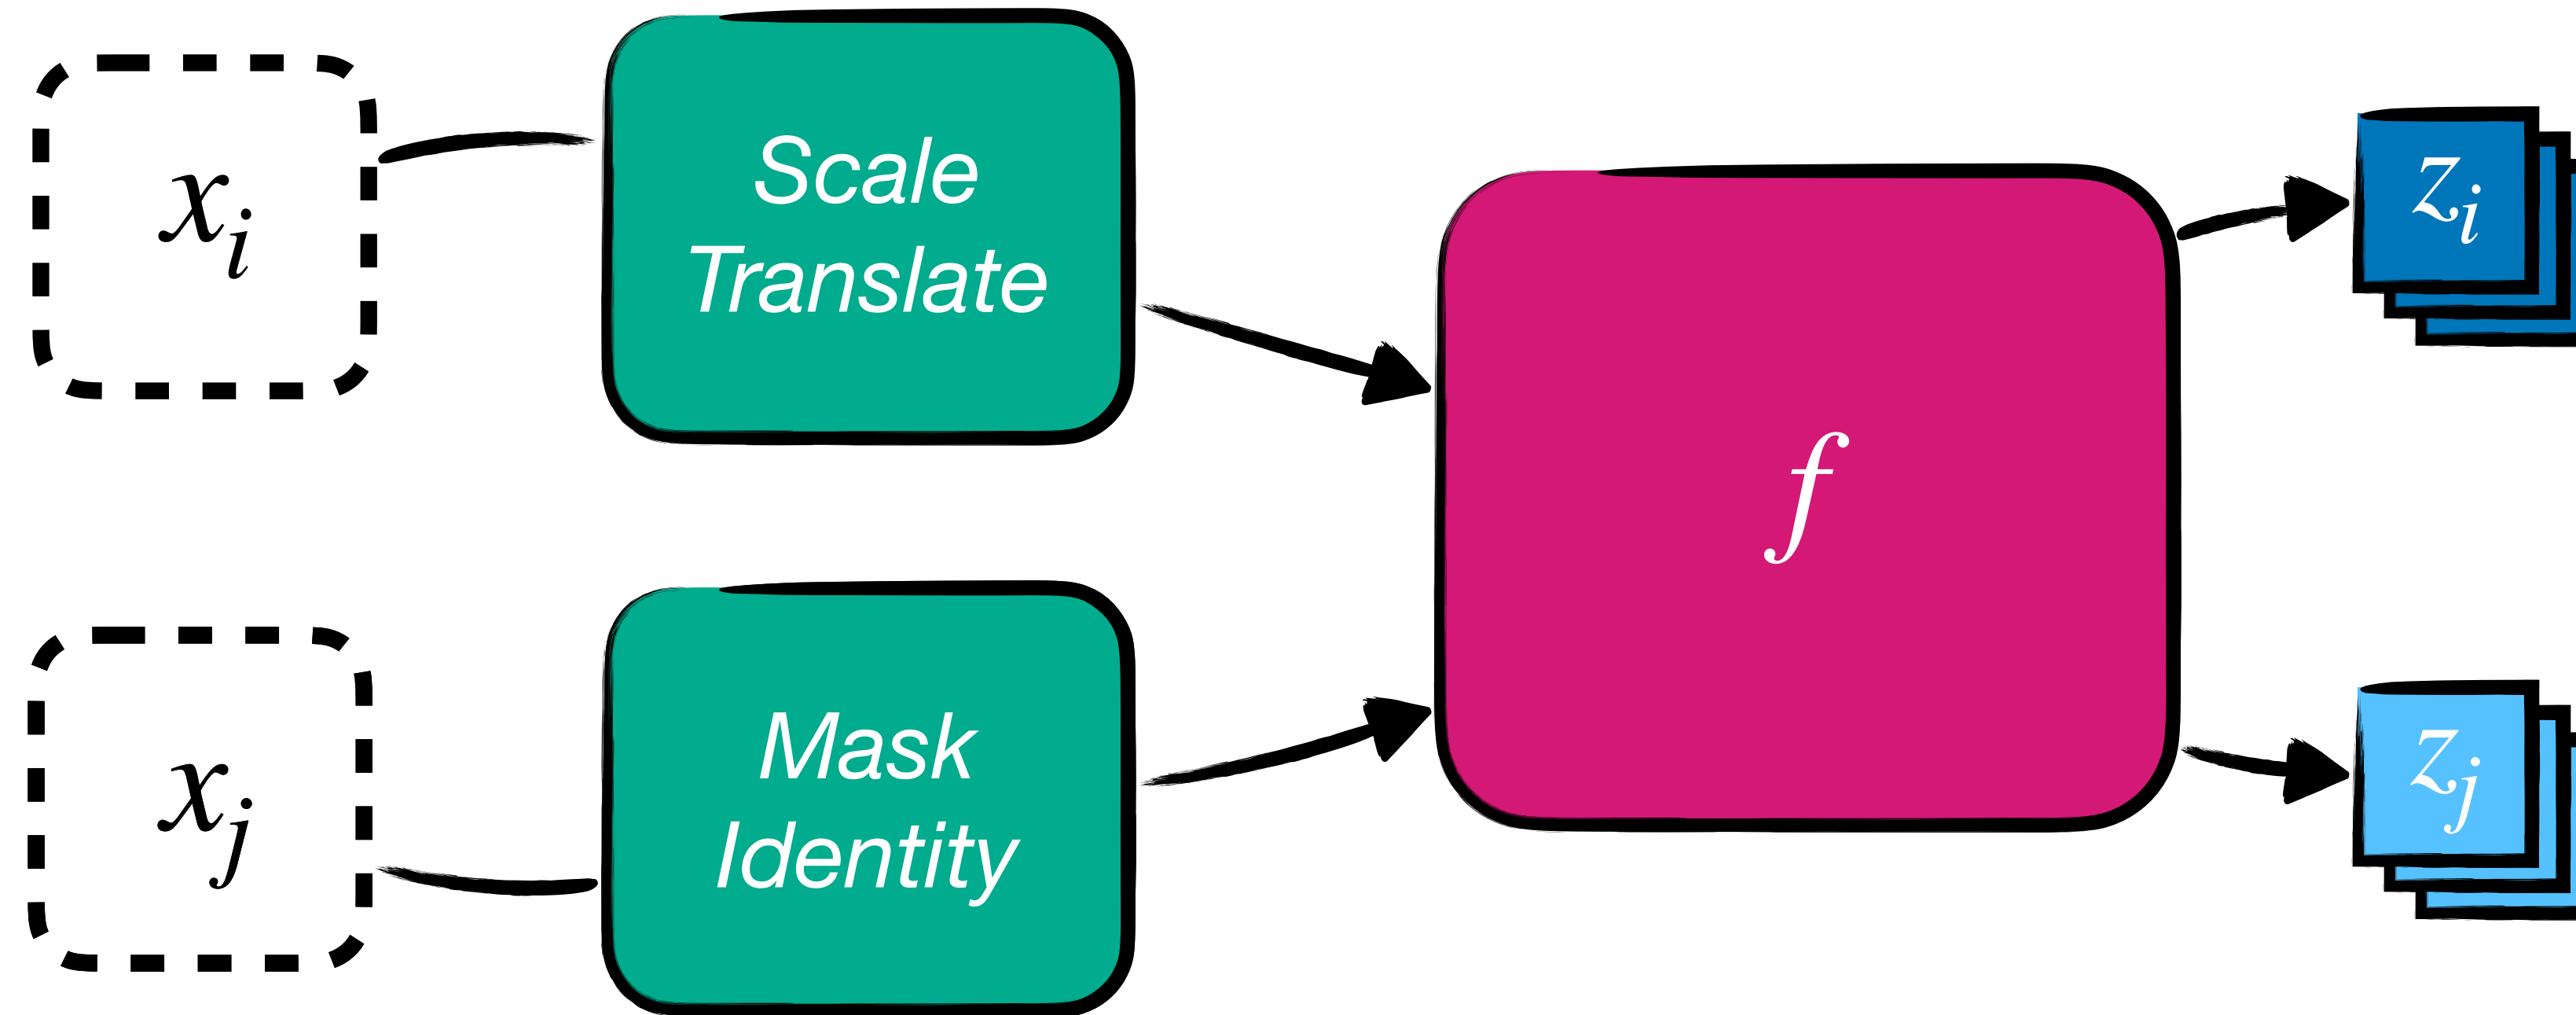 x_i
Scale
Translate
f
z_i
x_j
Mask
Identity
z_j